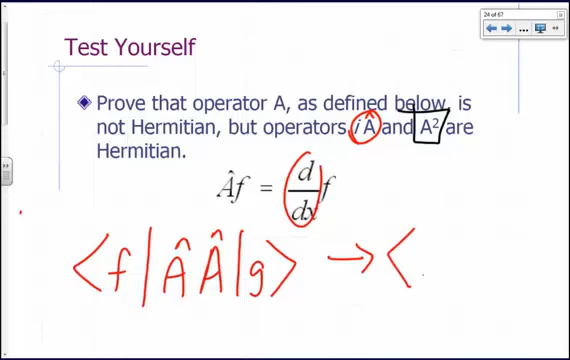 24 of 67
Test Yourself
Prove that operator A, as defined below, is
not Hermitian, but operators i Â and A² are
Hermitian.
Âf = d/dx f
⟨f|Â Â|g⟩ → ⟨